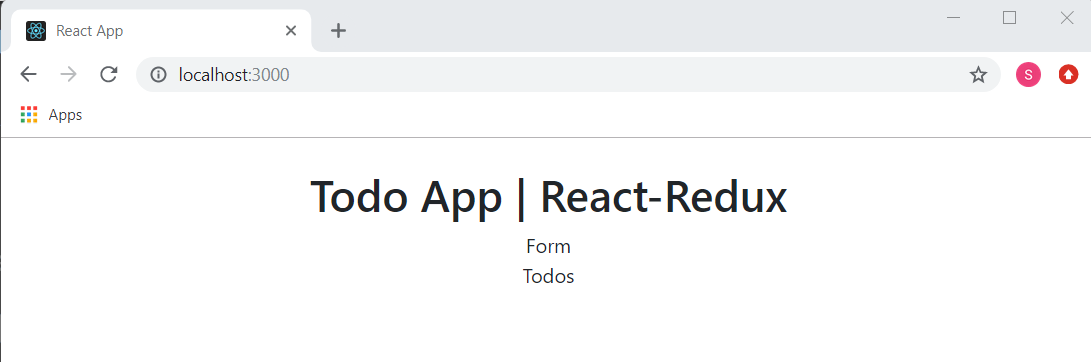 React App
localhost:3000
S
Apps
Todo App | React-Redux
Form
Todos